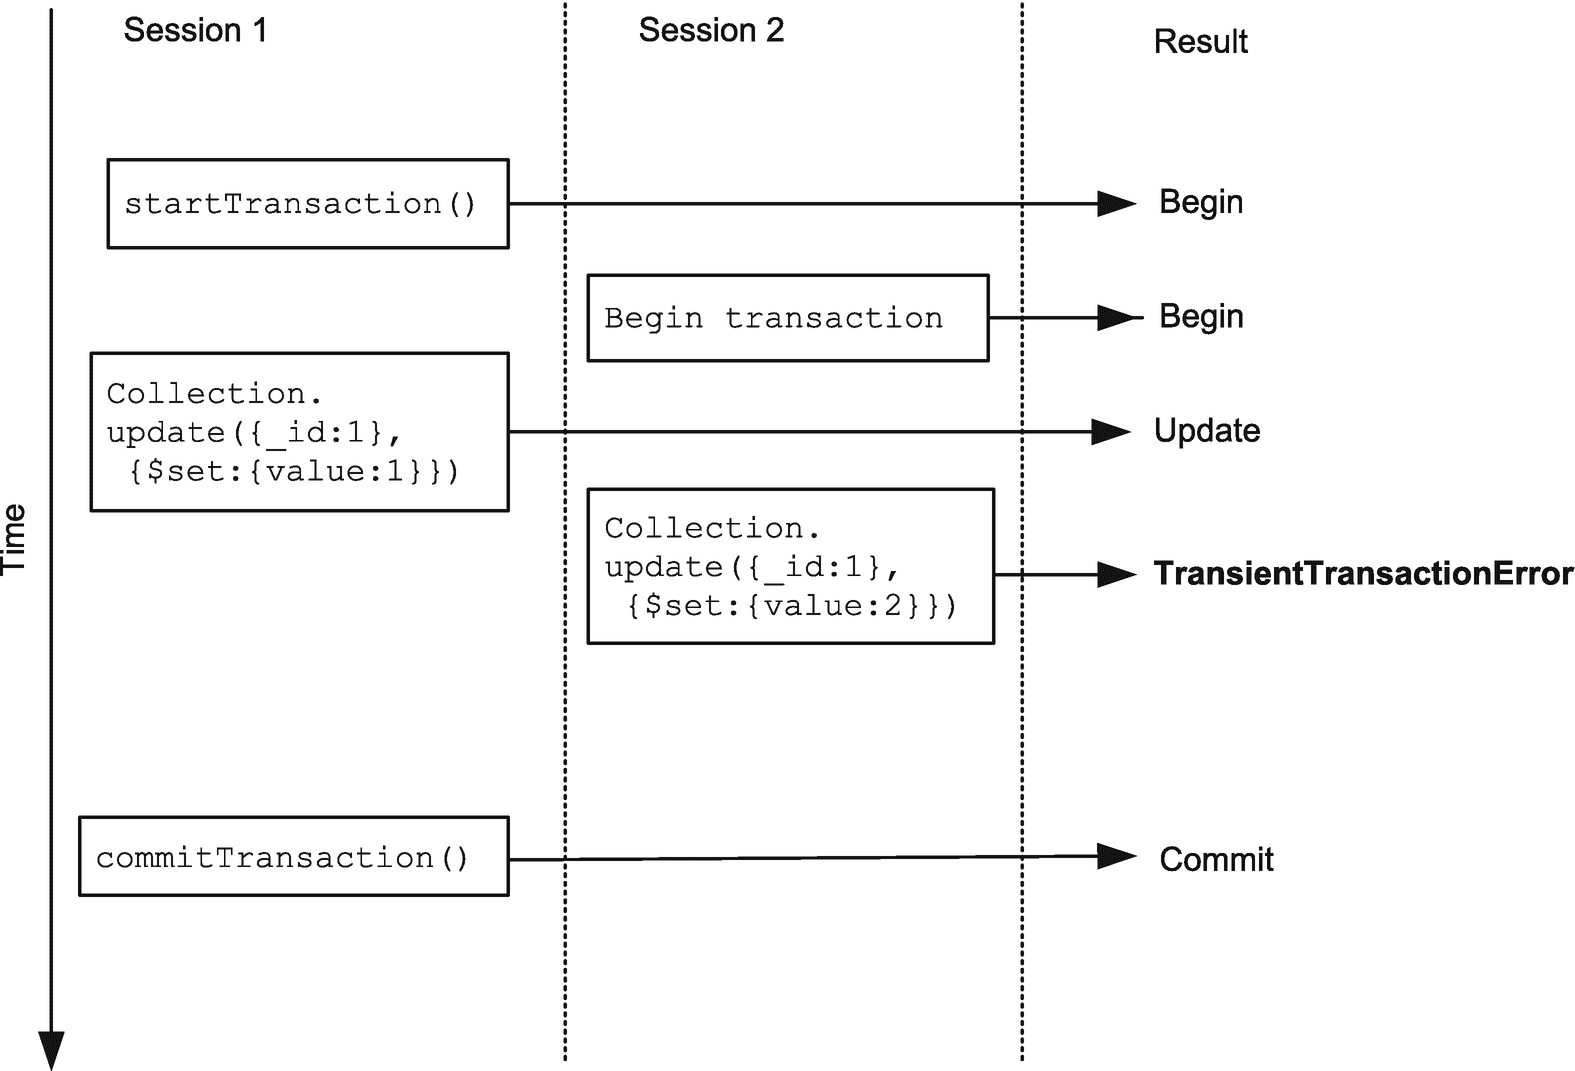 Session 1
Session 2
Result
startTransaction()
Begin
Begin transaction
Begin
Collection.
update({_id:1},
{$set:{value:1}})
Update
Collection.
update({_id:1},
{$set:{value:2}})
TransientTransactionError
Time
commitTransaction()
Commit